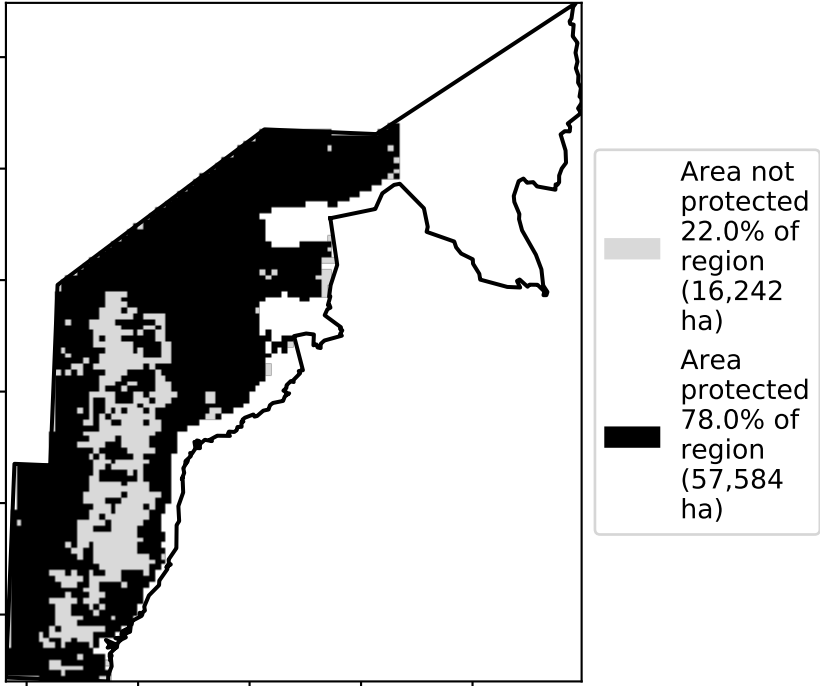 Area not
protected
22.0% of
region
(16,242
ha)
Area
protected
78.0% of
region
(57,584
ha)